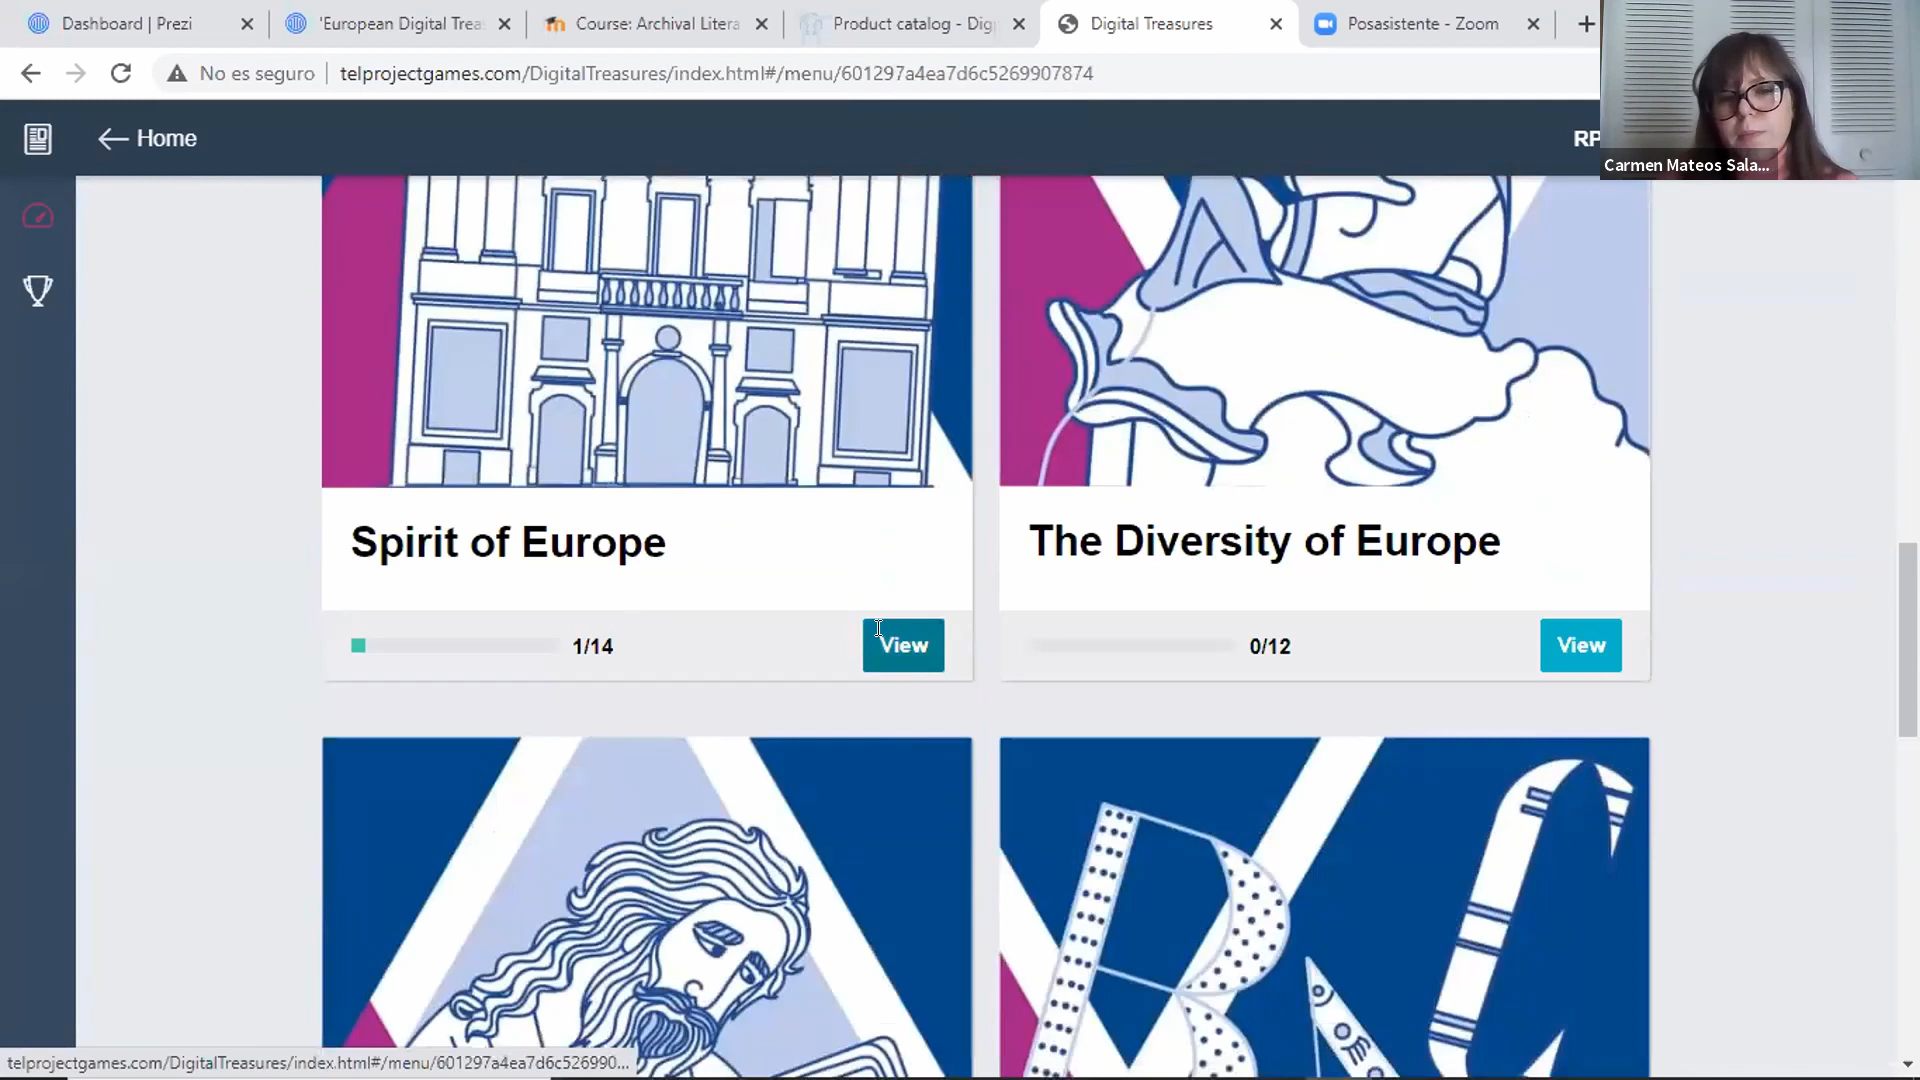 Dashboard | Prezi
'European Digital Trea
Course: Archival Litera
Product catalog - Dig
Digital Treasures
Posasistente - Zoom
No es seguro
telprojectgames.com/DigitalTreasures/index.html#/menu/601297a4ea7d6c5269907874
Home
RP
Carmen Mateos Sala...
Spirit of Europe
The Diversity of Europe
1/14
View
0/12
View
telprojectgames.com/DigitalTreasures/index.html#/menu/601297a4ea7d6c526990...